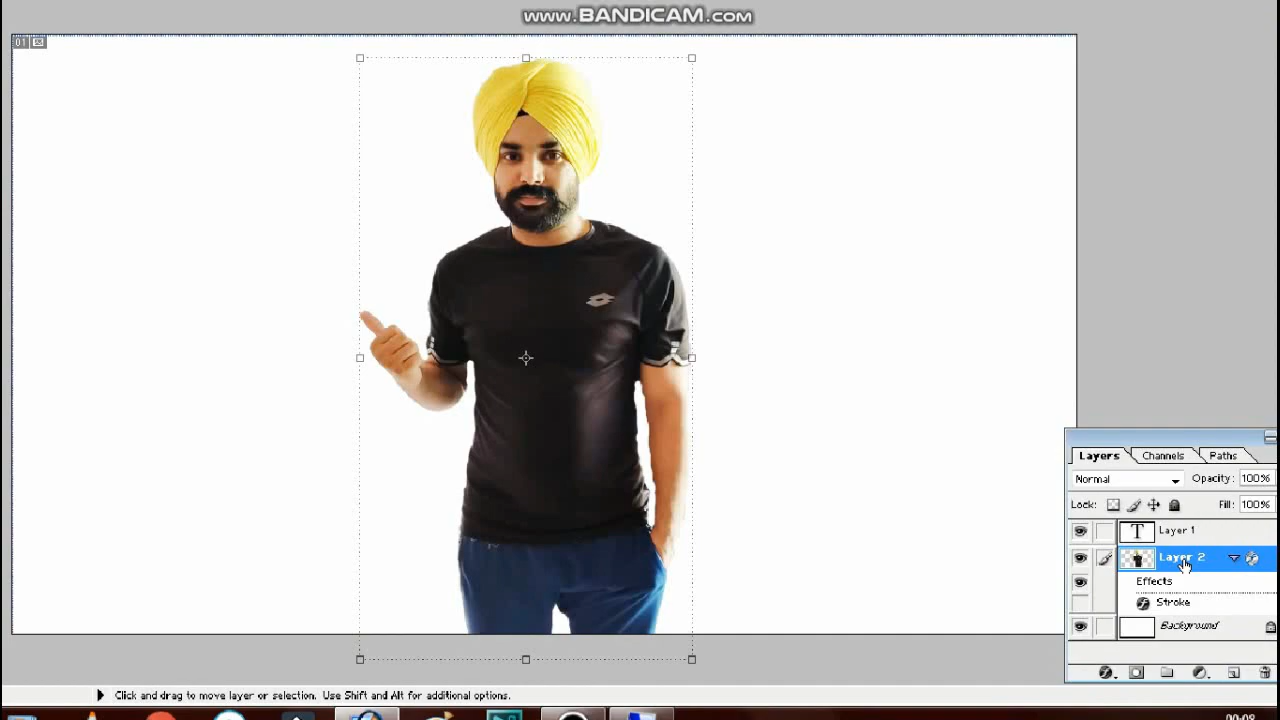 www.BANDICAM.com
01
Layers Channels Paths
Normal Opacity: 100%
Lock: Fill: 100%
T Layer 1
Layer 2
Effects
Stroke
Background
Click and drag to move layer or selection. Use Shift and Alt for additional options.